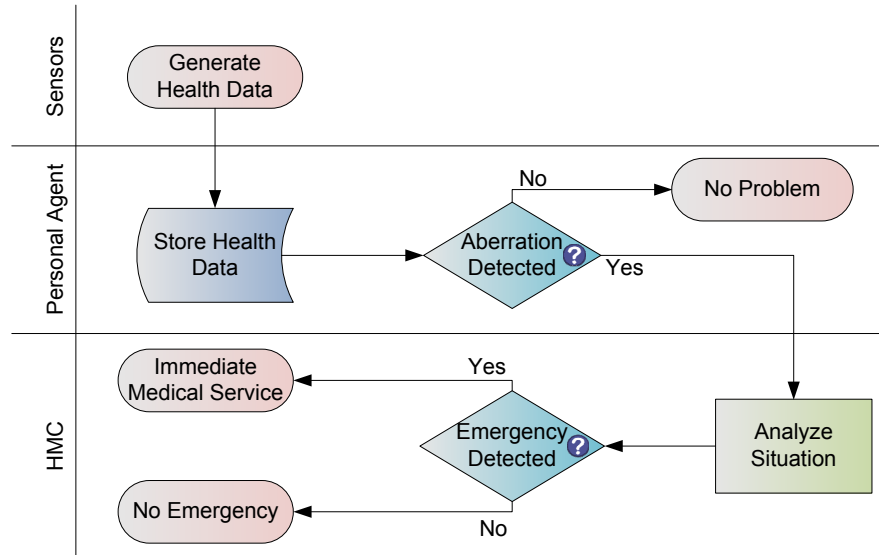 Sensors
Generate
Health Data
Personal Agent
Store Health
Data
Aberration
Detected ?
No
No Problem
Yes
HMC
Immediate
Medical Service
Yes
Emergency
Detected ?
Analyze
Situation
No Emergency
No